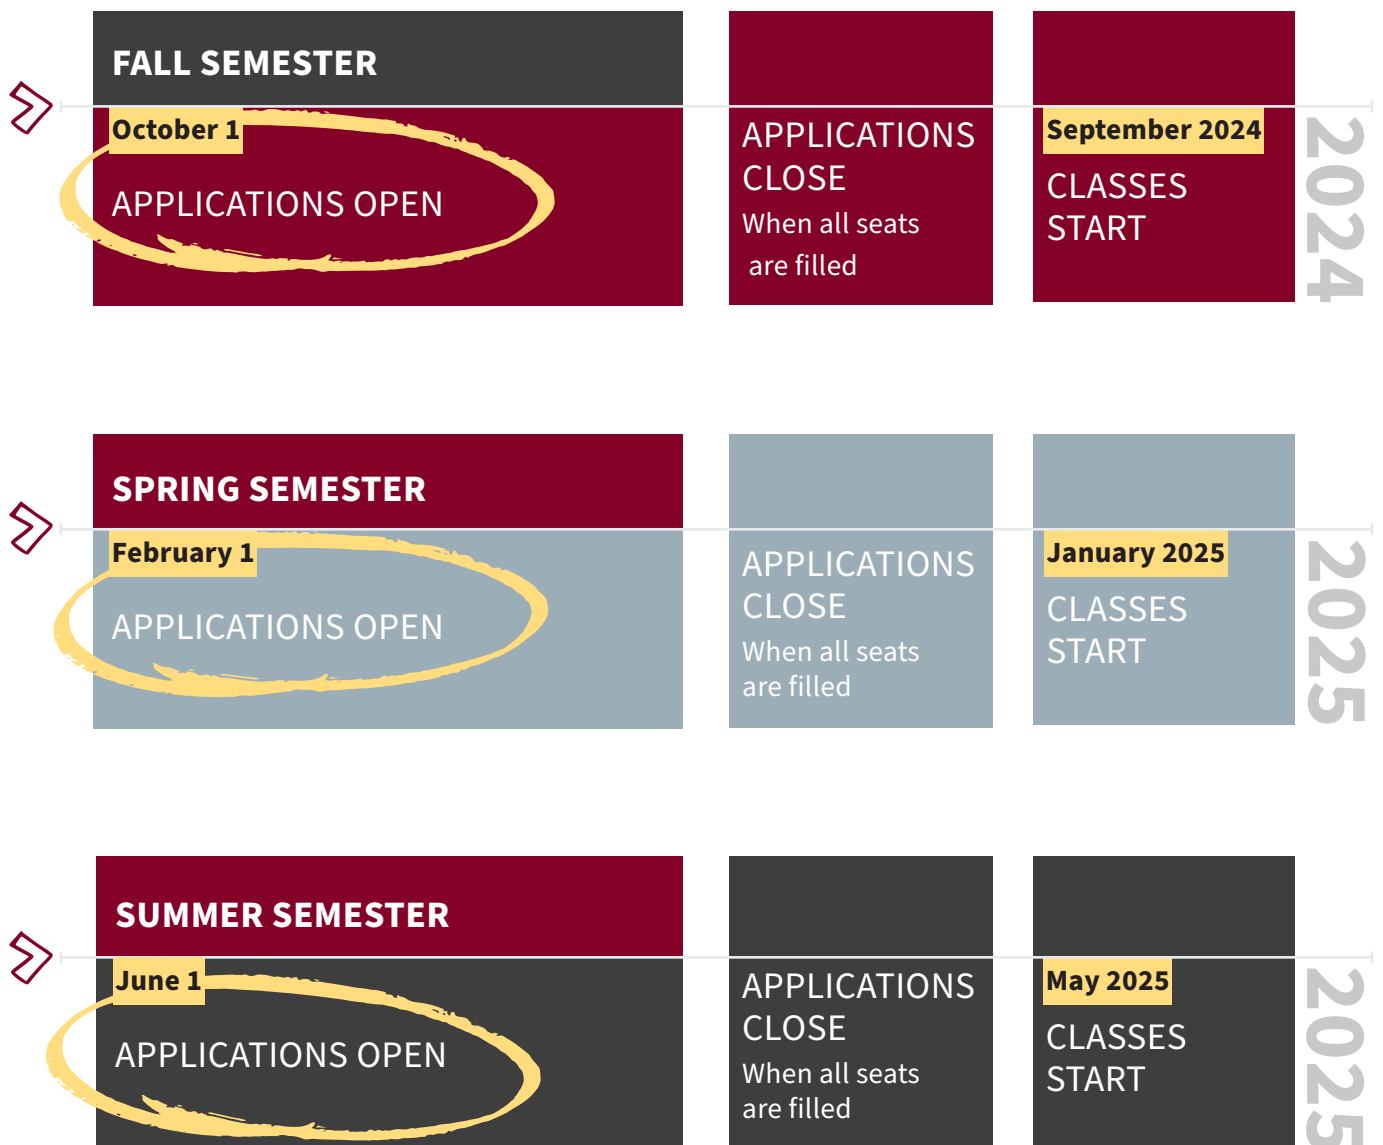 FALL SEMESTER
October 1
APPLICATIONS OPEN
APPLICATIONS
CLOSE
When all seats
are filled
September 2024
CLASSES
START
2024
SPRING SEMESTER
February 1
APPLICATIONS OPEN
APPLICATIONS
CLOSE
When all seats
are filled
January 2025
CLASSES
START
2025
SUMMER SEMESTER
June 1
APPLICATIONS OPEN
APPLICATIONS
CLOSE
When all seats
are filled
May 2025
CLASSES
START
2025